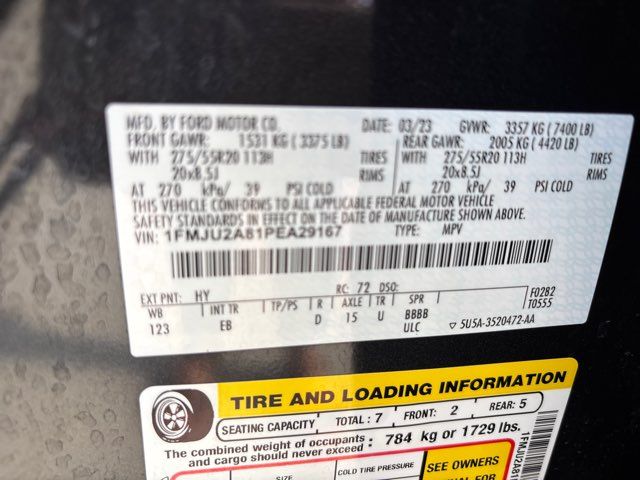 MFD. BY FORD MOTOR CO. DATE: 03/23 GVWR: 3357 KG ( 7400 LB)
FRONT GAWR: 1531 KG ( 3375 LB) REAR GAWR: 2005 KG ( 4420 LB)
WITH 275/55R20 113H TIRES WITH 275/55R20 113H TIRES
20x8.5J RIMS 20x8.5J RIMS
AT 270 kPa/ 39 PSI COLD AT 270 kPa/ 39 PSI COLD
THIS VEHICLE CONFORMS TO ALL APPLICABLE FEDERAL MOTOR VEHICLE
SAFETY STANDARDS IN EFFECT ON THE DATE OF MANUFACTURE SHOWN ABOVE.
VIN: 1FMJU2A81PEA29167 TYPE: MPV
EXT PNT: HY RC: 72 DSO: F0282
WB INT TR TP/PS R AXLE TR SPR T0555
123 EB D 15 U BBBB
ULC ▽ 5U5A-3520472-AA
TIRE AND LOADING INFORMATION
SEATING CAPACITY TOTAL : 7 FRONT: 2 REAR: 5
The combined weight of occupants and cargo should never exceed : 784 kg or 1729 lbs.
SIZE COLD TIRE PRESSURE SEE OWNERS
1FMJU2A81